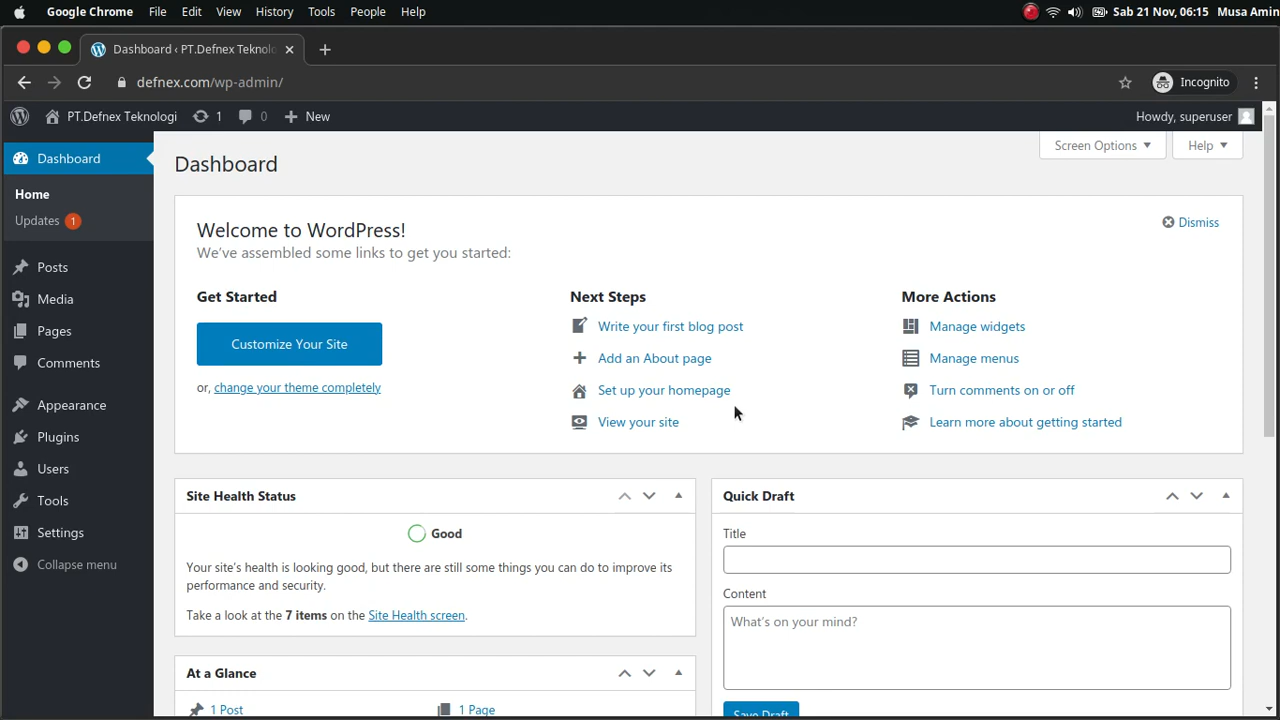 Google Chrome File Edit View History Tools People Help Sab 21 Nov, 06:15 Musa Amin
Dashboard ‹ PT.Defnex Teknolo
defnex.com/wp-admin/ Incognito
PT.Defnex Teknologi 1 0 New Howdy, superuser
Dashboard
Home
Updates 1
Posts
Media
Pages
Comments
Appearance
Plugins
Users
Tools
Settings
Collapse menu
Screen Options Help
Dashboard
Welcome to WordPress! Dismiss
We've assembled some links to get you started:
Get Started
Customize Your Site
or, change your theme completely
Next Steps
Write your first blog post
Add an About page
Set up your homepage
View your site
More Actions
Manage widgets
Manage menus
Turn comments on or off
Learn more about getting started
Site Health Status
Good
Your site's health is looking good, but there are still some things you can do to improve its
performance and security.
Take a look at the 7 items on the Site Health screen.
At a Glance
1 Post 1 Page
Quick Draft
Title
Content
What's on your mind?
Save Draft